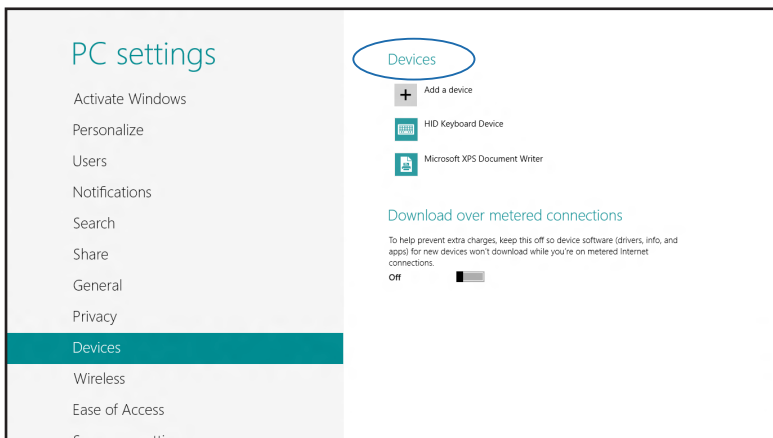 PC settings
Activate Windows
Personalize
Users
Notifications
Search
Share
General
Privacy
Devices
Wireless
Ease of Access
Devices
Add a device
HID Keyboard Device
Microsoft XPS Document Writer
Download over metered connections
To help prevent extra charges, keep this off so device software (drivers, info, and
apps) for new devices won't download while you're on metered Internet
connections.
Off